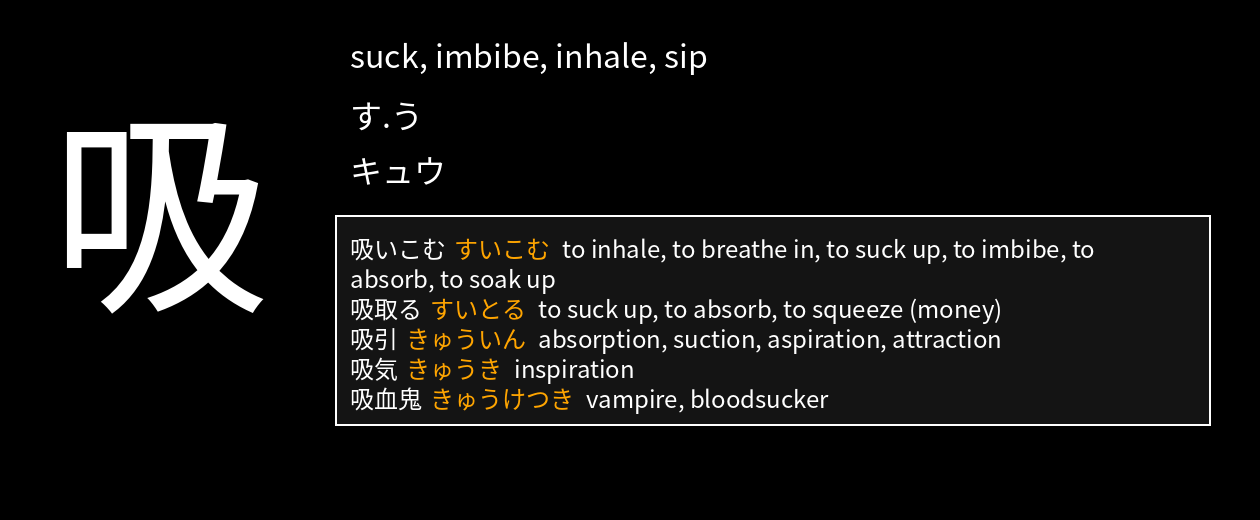 吸
suck, imbibe, inhale, sip
す.う
キュウ
吸いこむ すいこむ to inhale, to breathe in, to suck up, to imbibe, to
absorb, to soak up
吸取る すいとる to suck up, to absorb, to squeeze (money)
吸引 きゅういん absorption, suction, aspiration, attraction
吸気 きゅうき inspiration
吸血鬼 きゅうけつき vampire, bloodsucker